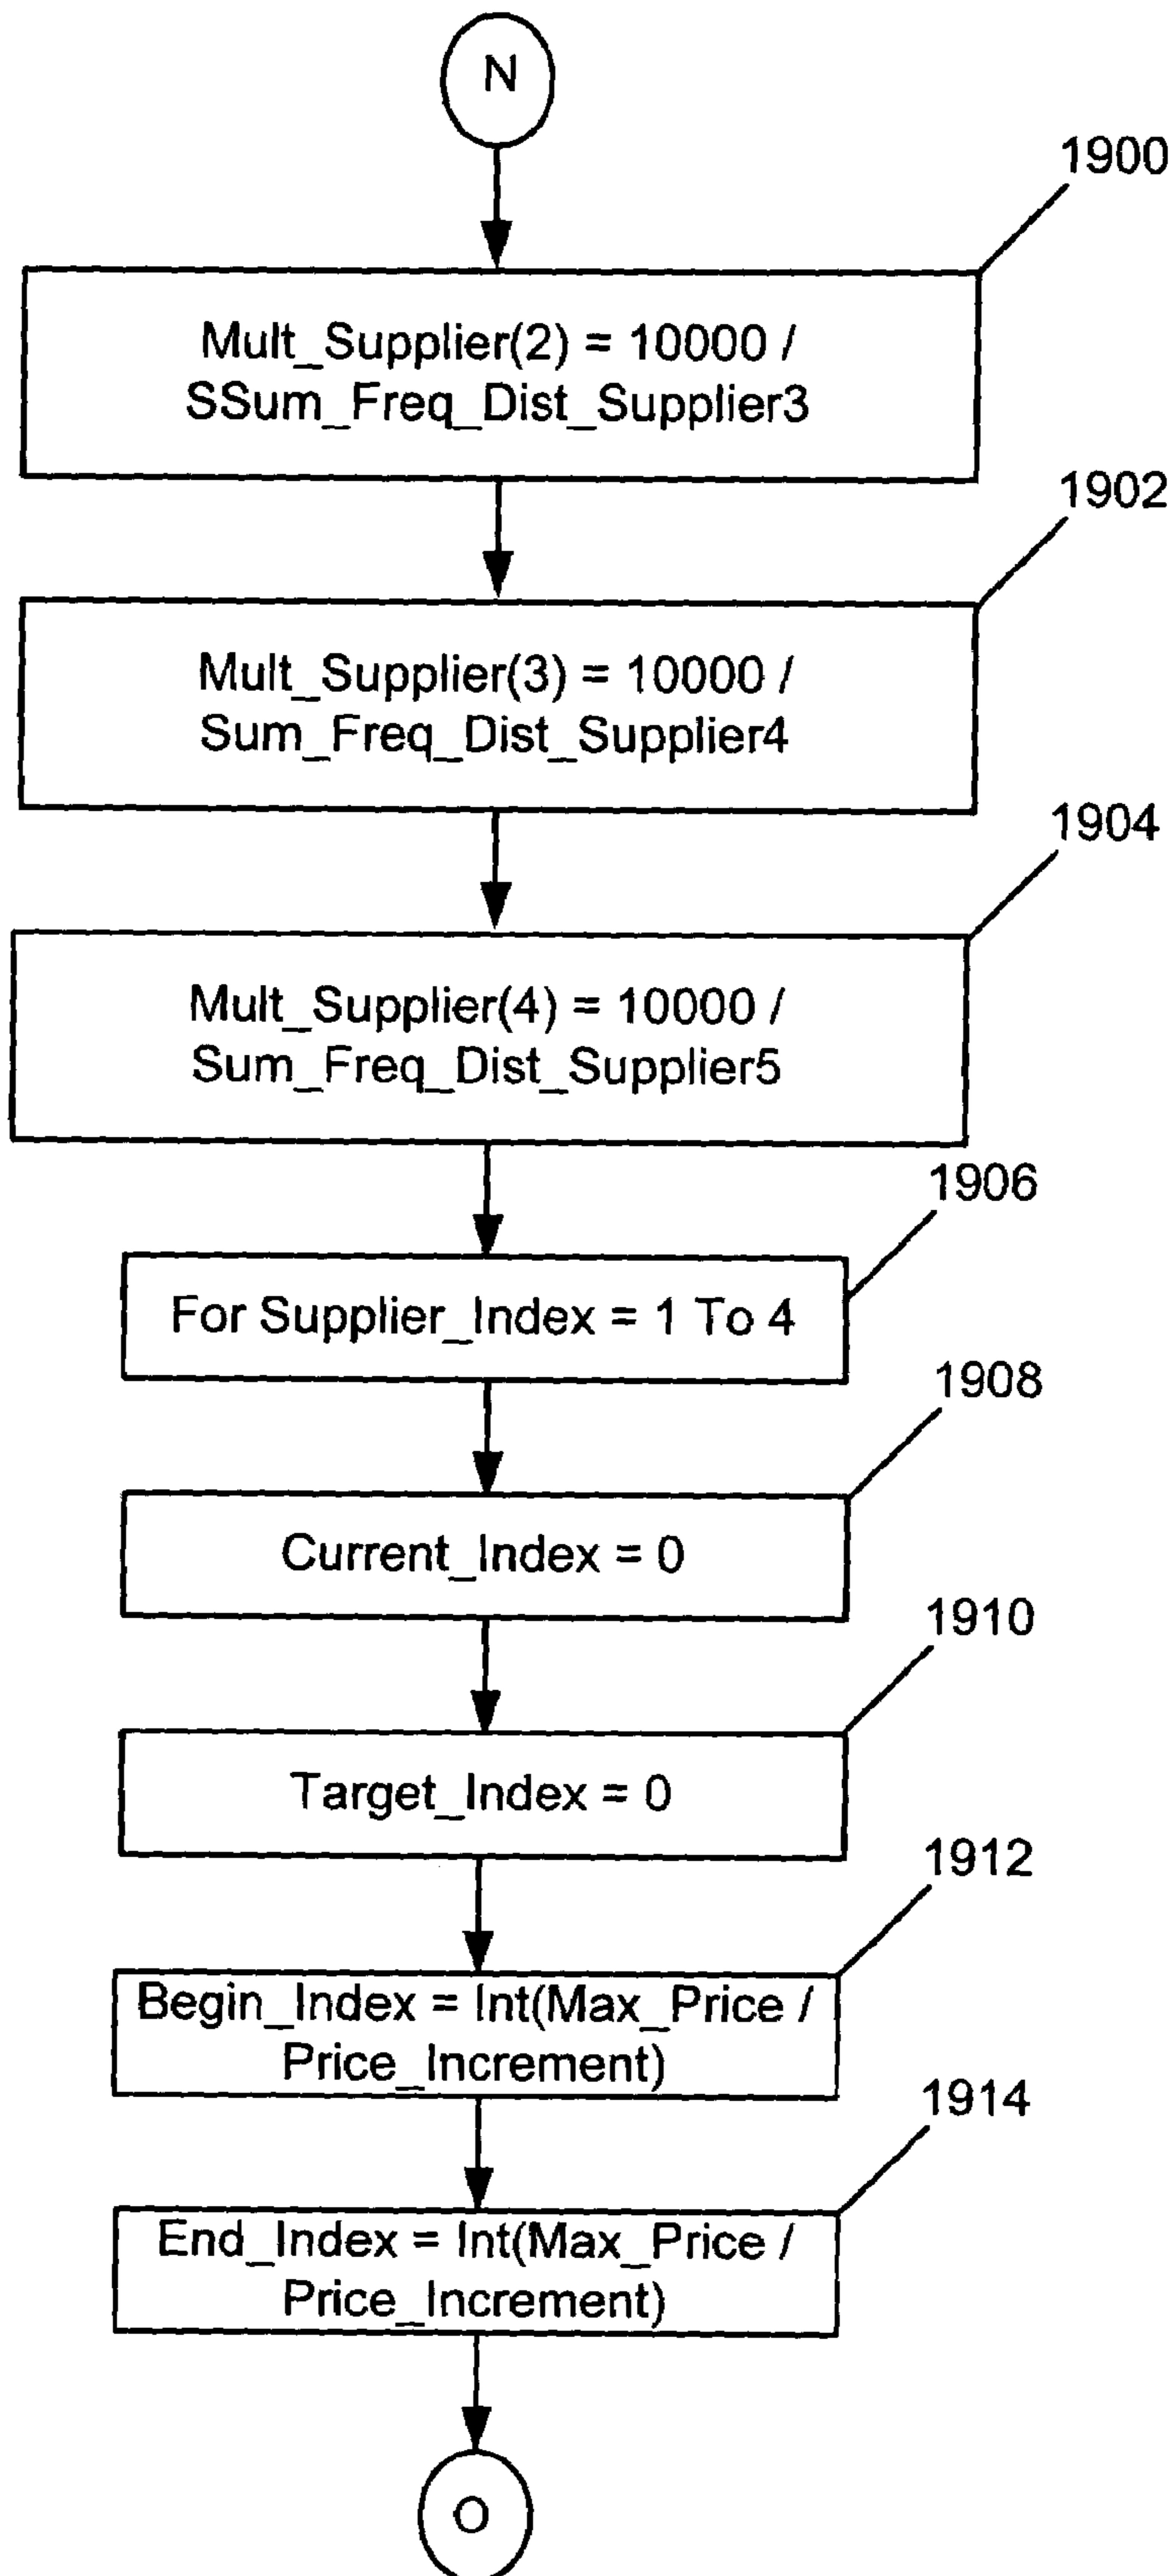 N
1900
Mult_Supplier(2) = 10000 /
SSum_Freq_Dist_Supplier3
1902
Mult_Supplier(3) = 10000 /
Sum_Freq_Dist_Supplier4
1904
Mult_Supplier(4) = 10000 /
Sum_Freq_Dist_Supplier5
1906
For Supplier_Index = 1 To 4
1908
Current_Index = 0
1910
Target_Index = 0
1912
Begin_Index = Int(Max_Price /
Price_Increment)
1914
End_Index = Int(Max_Price /
Price_Increment)
O